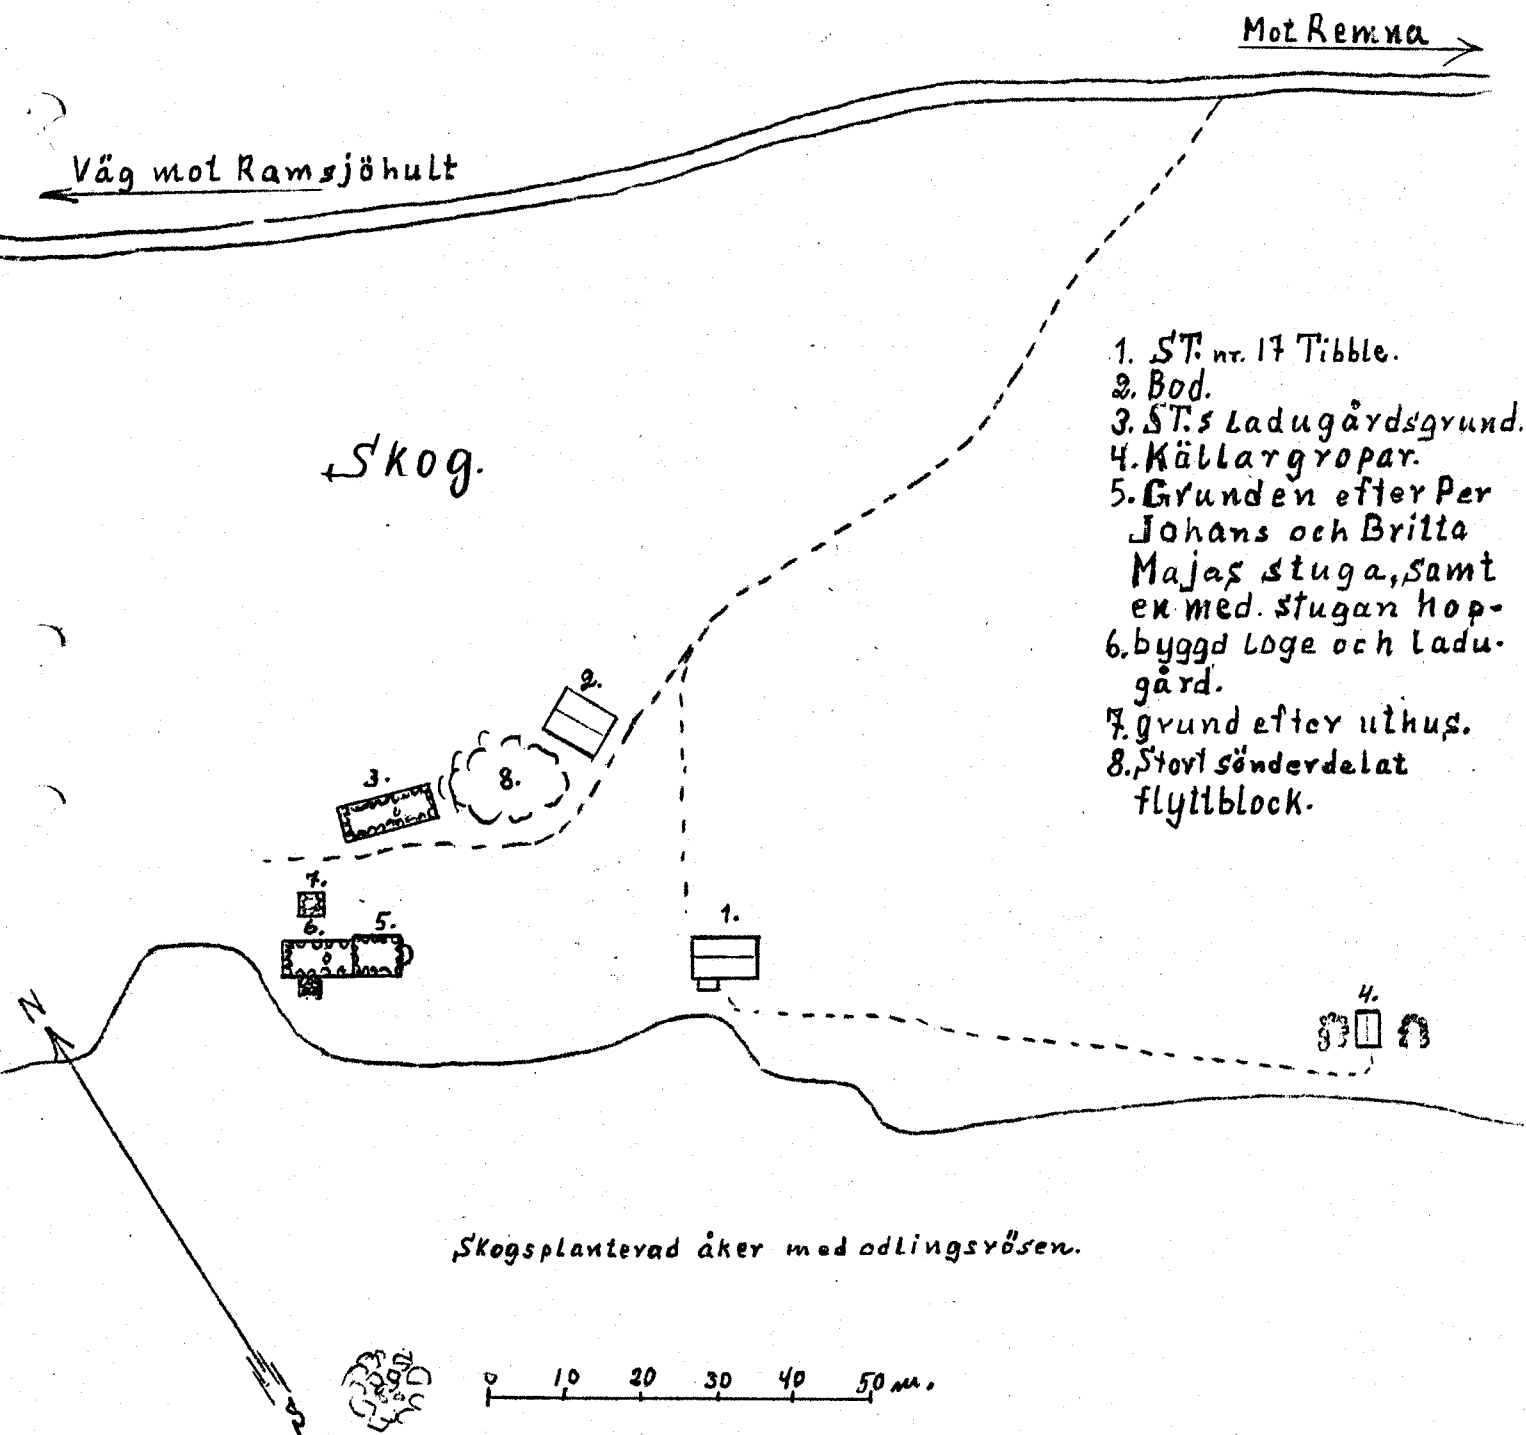 Mot Remna
Väg mot Ramsjöhult
1. ST. nr. 17 Tibble.
2. Bod.
3. ST:s Ladugårdsgrund.
4. Källargropar.
5. Grunden efter Per
Johans och Britta
Majas stuga, samt
en med. stugan hop-
6. byggd Loge och ladu-
gård.
7. grund efter uthus.
8. Stort sönderdelat
flyttblock.
Skog.
2.
3.
8.
7.
6.
5.
1.
4.
N
Skogsplanterad åker med odlingsrösen.
S
0 10 20 30 40 50 m.